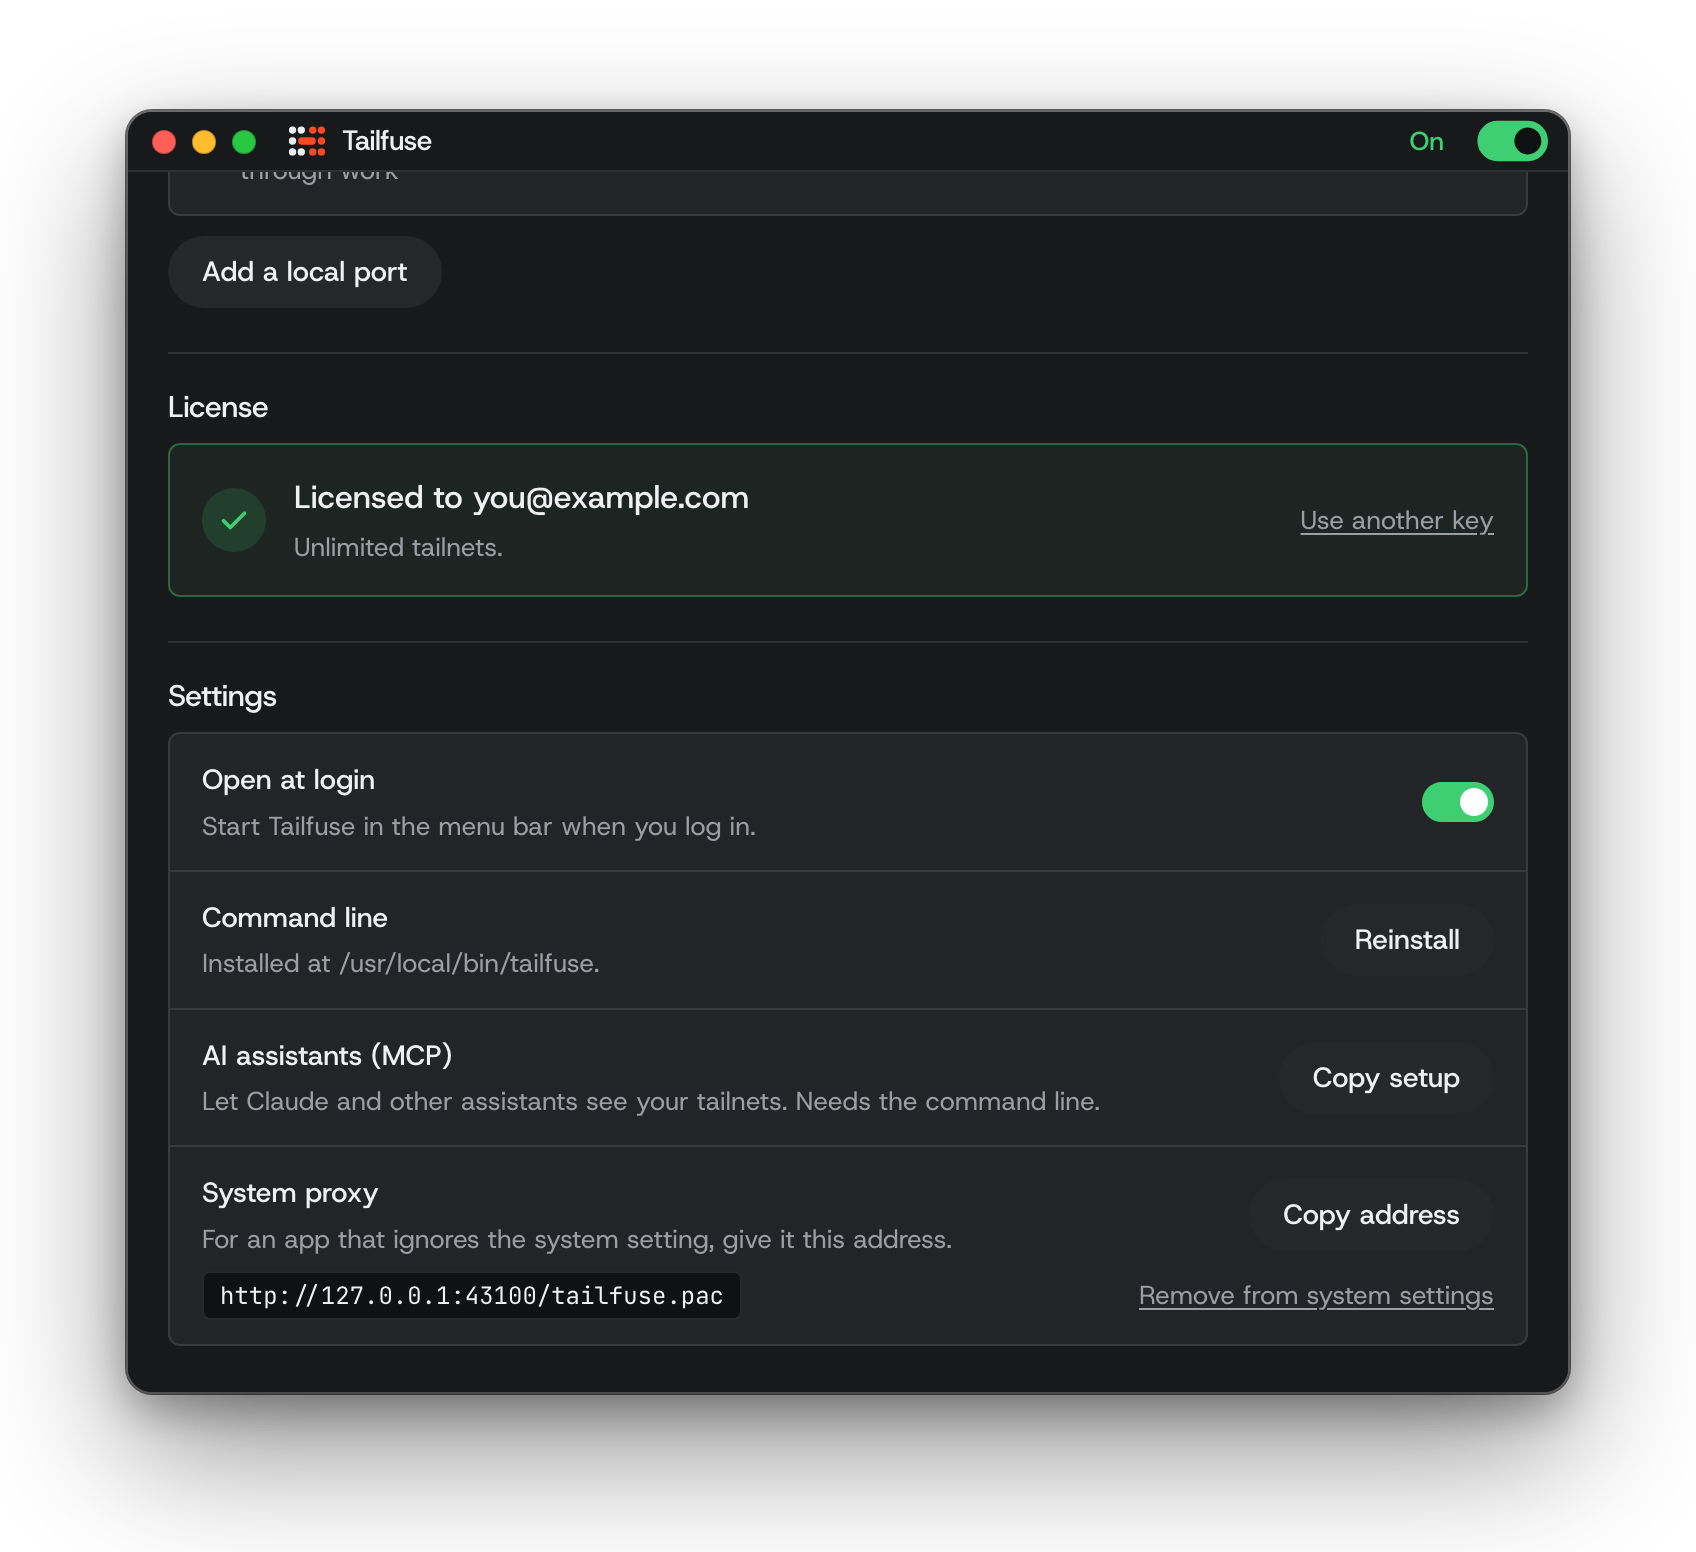 Tailfuse
On
through work
Add a local port
License
Licensed to you@example.com
Unlimited tailnets.
Use another key
Settings
Open at login
Start Tailfuse in the menu bar when you log in.
Command line
Installed at /usr/local/bin/tailfuse.
Reinstall
AI assistants (MCP)
Let Claude and other assistants see your tailnets. Needs the command line.
Copy setup
System proxy
For an app that ignores the system setting, give it this address.
Copy address
http://127.0.0.1:43100/tailfuse.pac
Remove from system settings